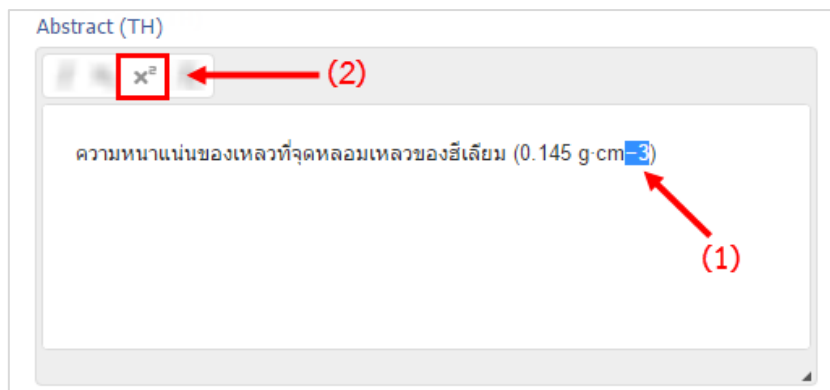 Abstract (TH)
x² (2)
ความหนาแน่นของเหลวที่จุดหลอมเหลวของฮีเลียม (0.145 g·cm−3)
(1)